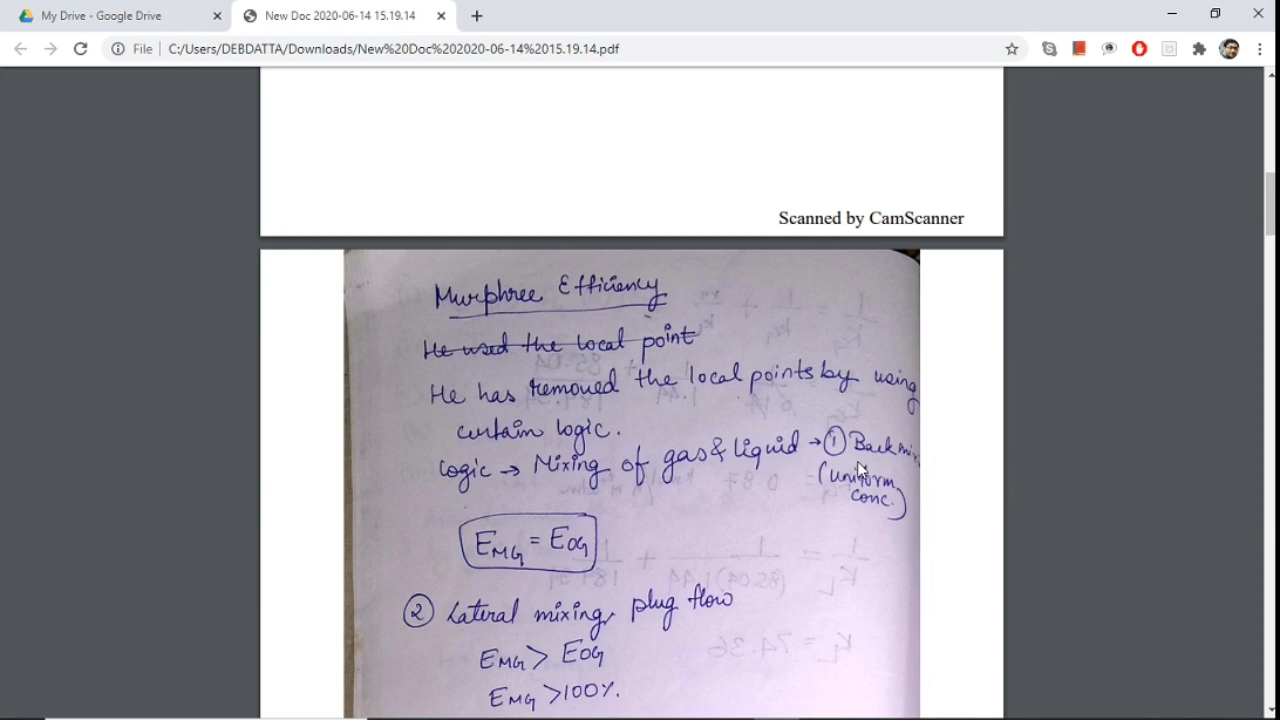 My Drive - Google Drive
New Doc 2020-06-14 15.19.14
File
C:/Users/DEBDATTA/Downloads/New%20Doc%202020-06-14%2015.19.14.pdf
Scanned by CamScanner
Murphree Efficiency
He used the local point
He has removed the local points by using
certain logic.
Logic → Mixing of gas & liquid → ① Back mix
(uniform
conc.)
EMG = EOG
② Lateral mixing, plug flow
EMG > EOG
EMG > 100%.